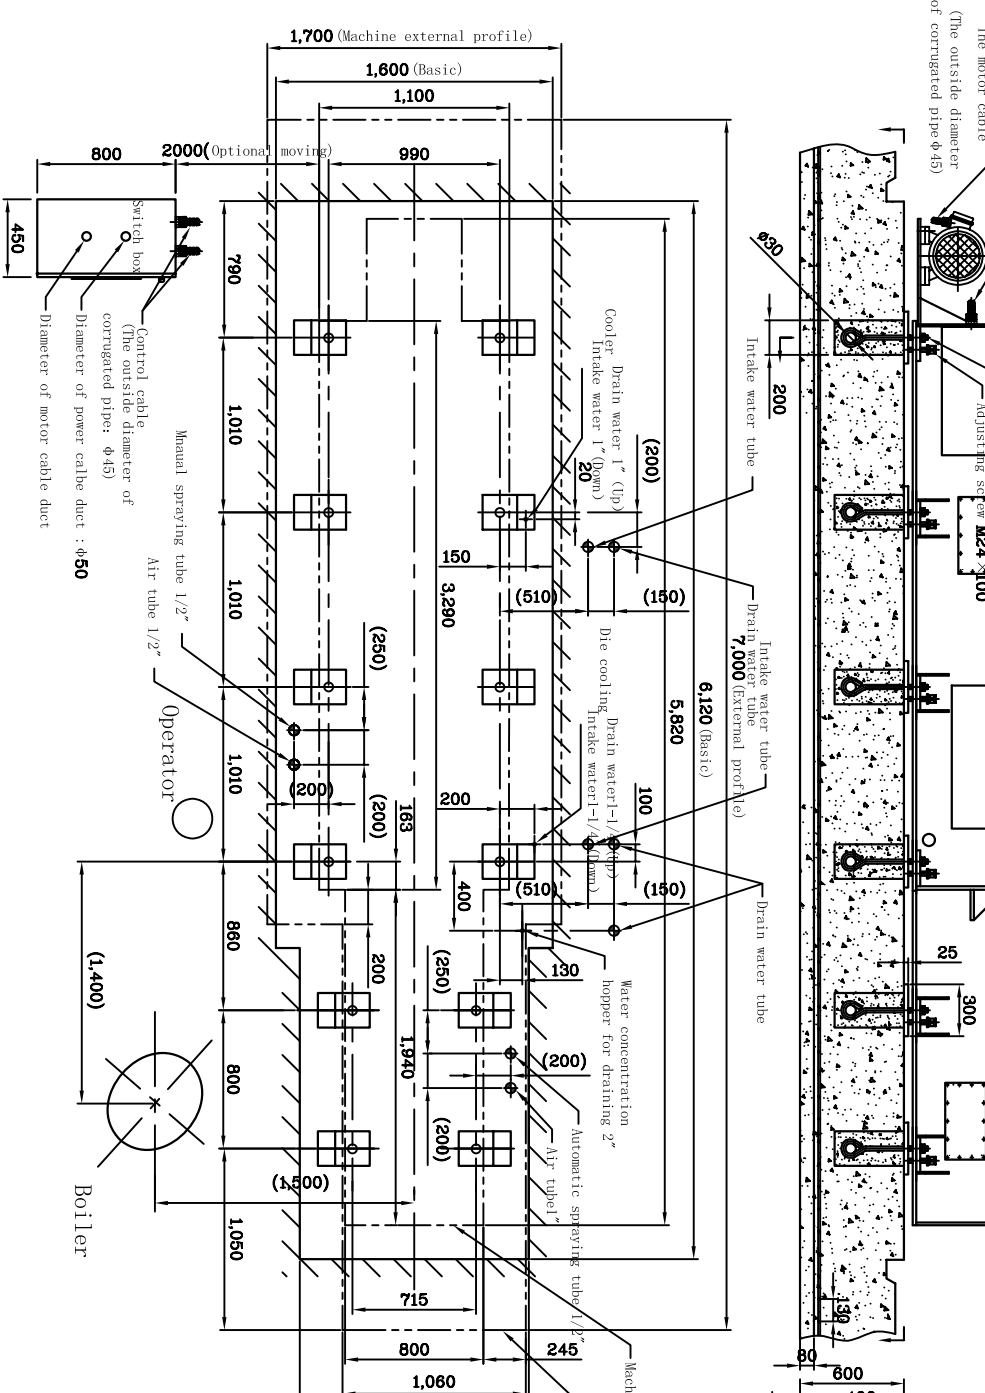 The motor cable
(The outside diameter
of corrugated pipe ϕ45)
1,700 (Machine external profile)
1,600 (Basic)
1,100
800
2000(Optional moving)
990
450
Switch box
ø30
790
200
Cooler
Drain water 1″ (Up)
Intake water 1″ (Down)
Intake water tube
Adjusting screw M24×100
Control cable
(The outside diameter of
corrugated pipe: ϕ45)
Diameter of power calbe duct :ϕ50
Diameter of motor cable duct
1,010
(200)
20
150
3,290
(510)
(150)
Mnaual spraying tube 1/2″
Air tube 1/2″
1,010
(250)
Drain water tube
Intake water tube
7,000 (External profile)
6,120 (Basic)
5,820
Die cooling
Drain water1-1/4″(Up)
Intake water1-1/4″(Down)
Operator
1,010
(200)
(200)
163
200
100
(510)
(150)
400
Drain water tube
860
200
(250)
130
25
300
(1,400)
Water concentration
hopper for draining 2″
800
1,940
(200)
(200)
Automatic spraying tube 1/2″
Air tube1″
Boiler
(1,500)
1,050
715
800
245
1,060
Mach
130
80
600